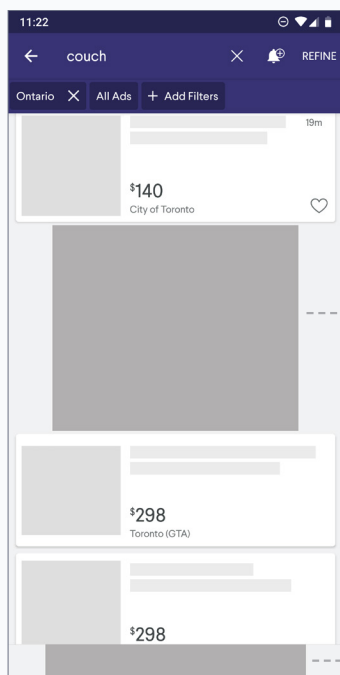 11:22
couch REFINE
Ontario All Ads + Add Filters
19m
$140
City of Toronto
$298
Toronto (GTA)
$298